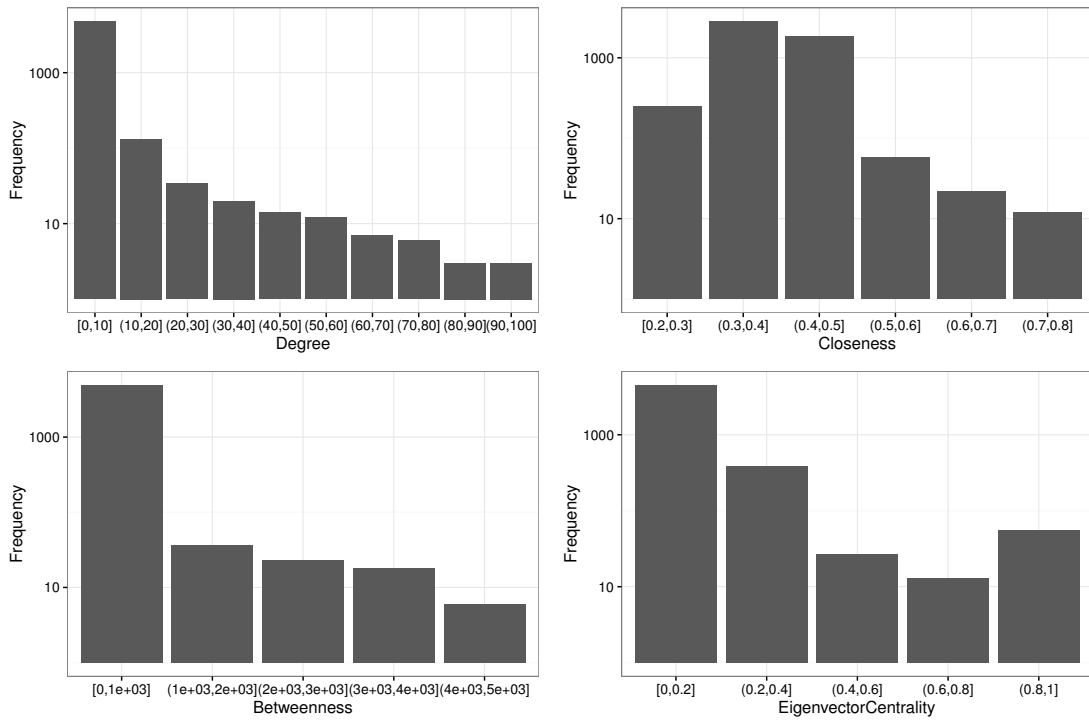 Frequency
1000
10
[0,10] (10,20] (20,30] (30,40] (40,50] (50,60] (60,70] (70,80] (80,90] (90,100]
Degree
Frequency
1000
10
[0.2,0.3] (0.3,0.4] (0.4,0.5] (0.5,0.6] (0.6,0.7] (0.7,0.8]
Closeness
Frequency
1000
10
[0,1e+03] (1e+03,2e+03] (2e+03,3e+03] (3e+03,4e+03] (4e+03,5e+03]
Betweenness
Frequency
1000
10
[0,0.2] (0.2,0.4] (0.4,0.6] (0.6,0.8] (0.8,1]
EigenvectorCentrality